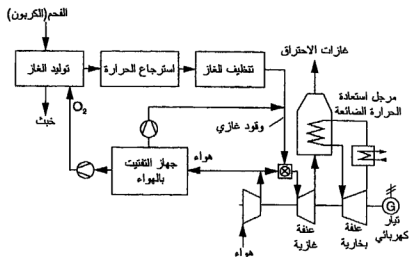 الفحم(الكربون)
توليد الغاز
استرجاع الحرارة
تنظيف الغاز
غازات الاحتراق
مرجل استعادة
الحرارة الضائعة
خبث
O2
وقود غازي
جهاز التفتيت
بالهواء
هواء
عنفة
غازية
عنفة
بخارية
G
تيار
كهربائي
هواء